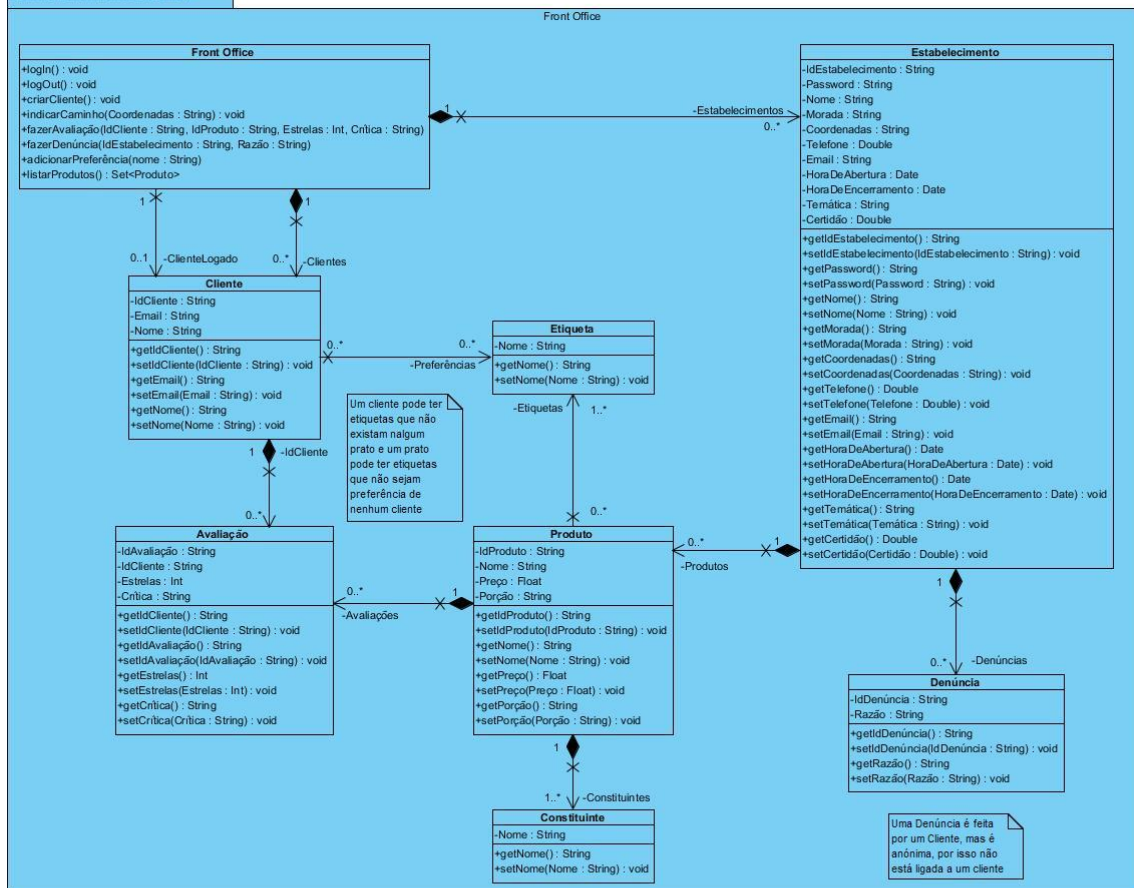 Front Office
Front Office
+logIn() : void
+logOut() : void
+criarCliente() : void
+indicarCaminho(Coordenadas : String) : void
+fazerAvaliação(IdCliente : String, IdProduto : String, Estrelas : Int, Crítica : String)
+fazerDenúncia(IdEstabelecimento : String, Razão : String)
+adicionarPreferência(nome : String)
+listarProdutos() : Set<Produto>
1
-Estabelecimentos
0..*
Estabelecimento
-IdEstabelecimento : String
-Password : String
-Nome : String
-Morada : String
-Coordenadas : String
-Telefone : Double
-Email : String
-HoraDeAbertura : Date
-HoraDeEncerramento : Date
-Temática : String
-Certidão : Double
+getIdEstabelecimento() : String
+setIdEstabelecimento(IdEstabelecimento : String) : void
+getPassword() : String
+setPassword(Password : String) : void
+getNome() : String
+setNome(Nome : String) : void
+getMorada() : String
+setMorada(Morada : String) : void
+getCoordenadas() : String
+setCoordenadas(Coordenadas : String) : void
+getTelefone() : Double
+setTelefone(Telefone : Double) : void
+getEmail() : String
+setEmail(Email : String) : void
+getHoraDeAbertura() : Date
+setHoraDeAbertura(HoraDeAbertura : Date) : void
+getHoraDeEncerramento() : Date
+setHoraDeEncerramento(HoraDeEncerramento : Date) : void
+getTemática() : String
+setTemática(Temática : String) : void
+getCertidão() : Double
+setCertidão(Certidão : Double) : void
1
1
0..1
-ClienteLogado
0..*
-Clientes
Cliente
-IdCliente : String
-Email : String
-Nome : String
+getIdCliente() : String
+setIdCliente(IdCliente : String) : void
+getEmail() : String
+setEmail(Email : String) : void
+getNome() : String
+setNome(Nome : String) : void
0..*
0..*
-Preferências
Etiqueta
-Nome : String
+getNome() : String
+setNome(Nome : String) : void
-Etiquetas
1..*
Um cliente pode ter
etiquetas que não
existam nalgum
prato e um prato
pode ter etiquetas
que não sejam
preferência de
nenhum cliente
1
-IdCliente
0..*
0..*
Avaliação
-IdAvaliação : String
-IdCliente : String
-Estrelas : Int
-Crítica : String
+getIdCliente() : String
+setIdCliente(IdCliente : String) : void
+getIdAvaliação() : String
+setIdAvaliação(IdAvaliação : String) : void
+getEstrelas() : Int
+setEstrelas(Estrelas : Int) : void
+getCrítica() : String
+setCrítica(Crítica : String) : void
0..*
-Avaliações
1
Produto
-IdProduto : String
-Nome : String
-Preço : Float
-Porção : String
+getIdProduto() : String
+setIdProduto(IdProduto : String) : void
+getNome() : String
+setNome(Nome : String) : void
+getPreço() : Float
+setPreço(Preço : Float) : void
+getPorção() : String
+setPorção(Porção : String) : void
0..*
-Produtos
1
1
0..*
-Denúncias
Denúncia
-IdDenúncia : String
-Razão : String
+getIdDenúncia() : String
+setIdDenúncia(IdDenúncia : String) : void
+getRazão() : String
+setRazão(Razão : String) : void
1
1..*
-Constituintes
Constituinte
-Nome : String
+getNome() : String
+setNome(Nome : String) : void
Uma Denúncia é feita
por um Cliente, mas é
anónima, por isso não
está ligada a um cliente